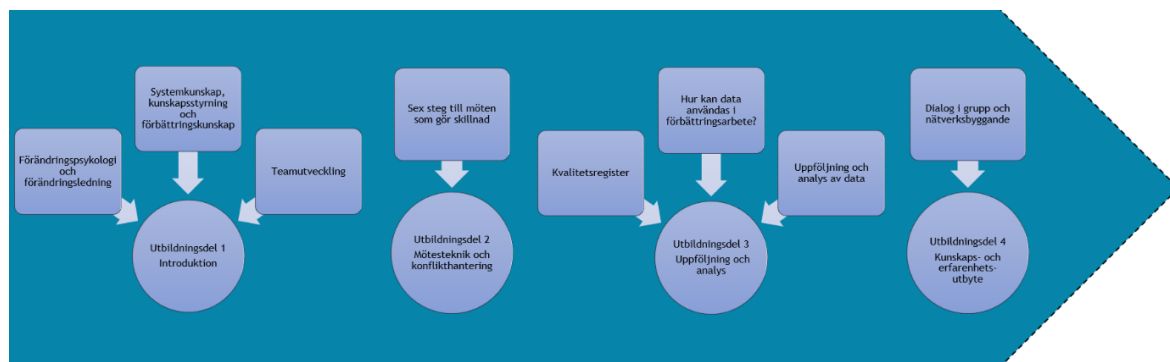 Förändringspsykologi
och
förändringsledning
Systemkunskap,
kunskapsstyrning
och
förbättringskunskap
Teamutveckling
Utbildningsdel 1
Introduktion
Sex steg till möten
som gör skillnad
Utbildningsdel 2
Mötesteknik och
konflikthantering
Kvalitetsregister
Hur kan data
användas i
förbättringsarbete?
Uppföljning och
analys av data
Utbildningsdel 3
Uppföljning och
analys
Dialog i grupp och
nätverksbyggande
Utbildningsdel 4
Kunskaps- och
erfarenhets-
utbyte